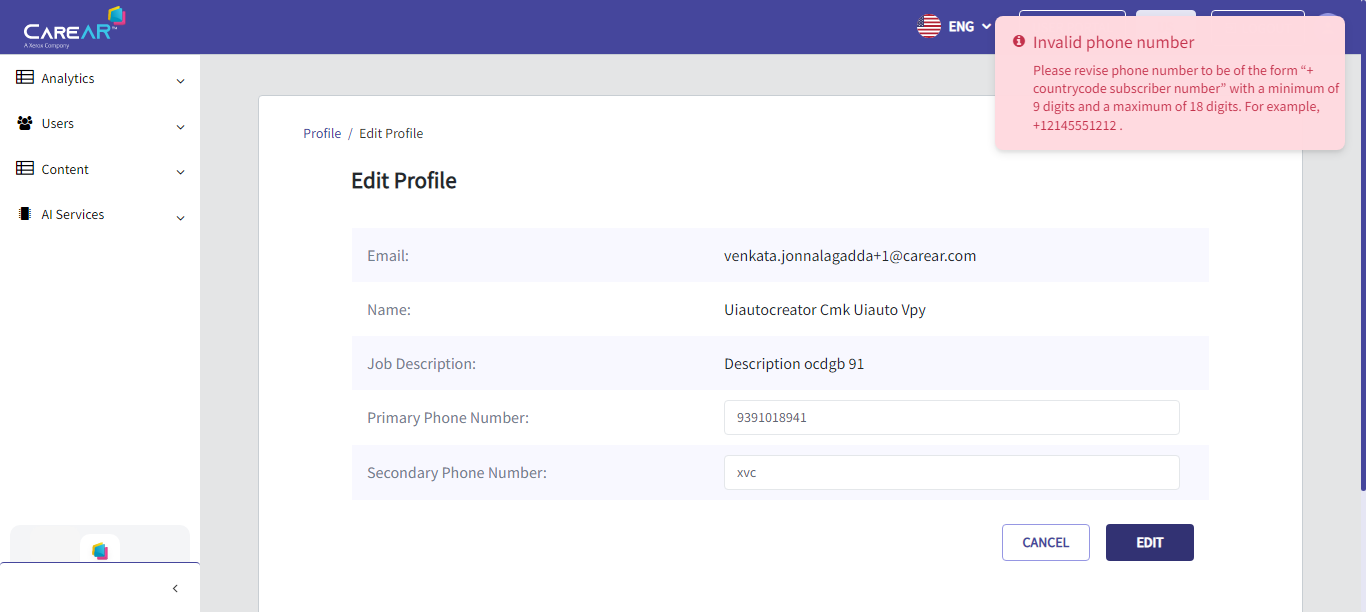 CAREAR™
A Xerox Company
ENG
Invalid phone number
Please revise phone number to be of the form “+
countrycode subscriber number” with a minimum of
9 digits and a maximum of 18 digits. For example,
+12145551212 .
Analytics
Users
Content
AI Services
Profile / Edit Profile
Edit Profile
Email: venkata.jonnalagadda+1@carear.com
Name: Uiautocreator Cmk Uiauto Vpy
Job Description: Description ocdgb 91
Primary Phone Number: 9391018941
Secondary Phone Number: xvc
CANCEL EDIT